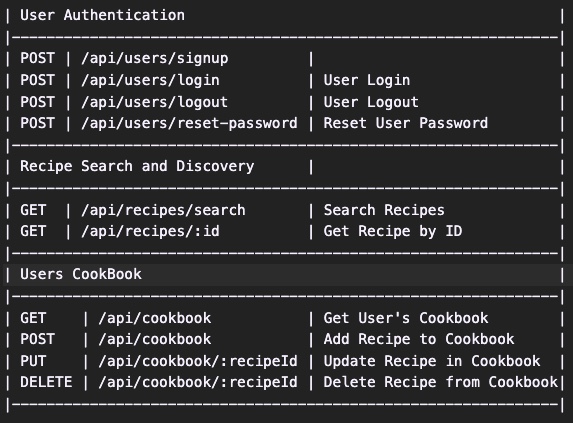 | User Authentication                                           |
|---------------------------------------------------------------|
| POST | /api/users/signup         |                            |
| POST | /api/users/login          | User Login                 |
| POST | /api/users/logout         | User Logout                |
| POST | /api/users/reset-password | Reset User Password        |
|---------------------------------------------------------------|
| Recipe Search and Discovery      |                            |
|---------------------------------------------------------------|
| GET  | /api/recipes/search       | Search Recipes             |
| GET  | /api/recipes/:id          | Get Recipe by ID           |
|---------------------------------------------------------------|
| Users CookBook                                                |
|---------------------------------------------------------------|
| GET    | /api/cookbook           | Get User's Cookbook        |
| POST   | /api/cookbook           | Add Recipe to Cookbook     |
| PUT    | /api/cookbook/:recipeId | Update Recipe in Cookbook  |
| DELETE | /api/cookbook/:recipeId | Delete Recipe from Cookbook|
|---------------------------------------------------------------|